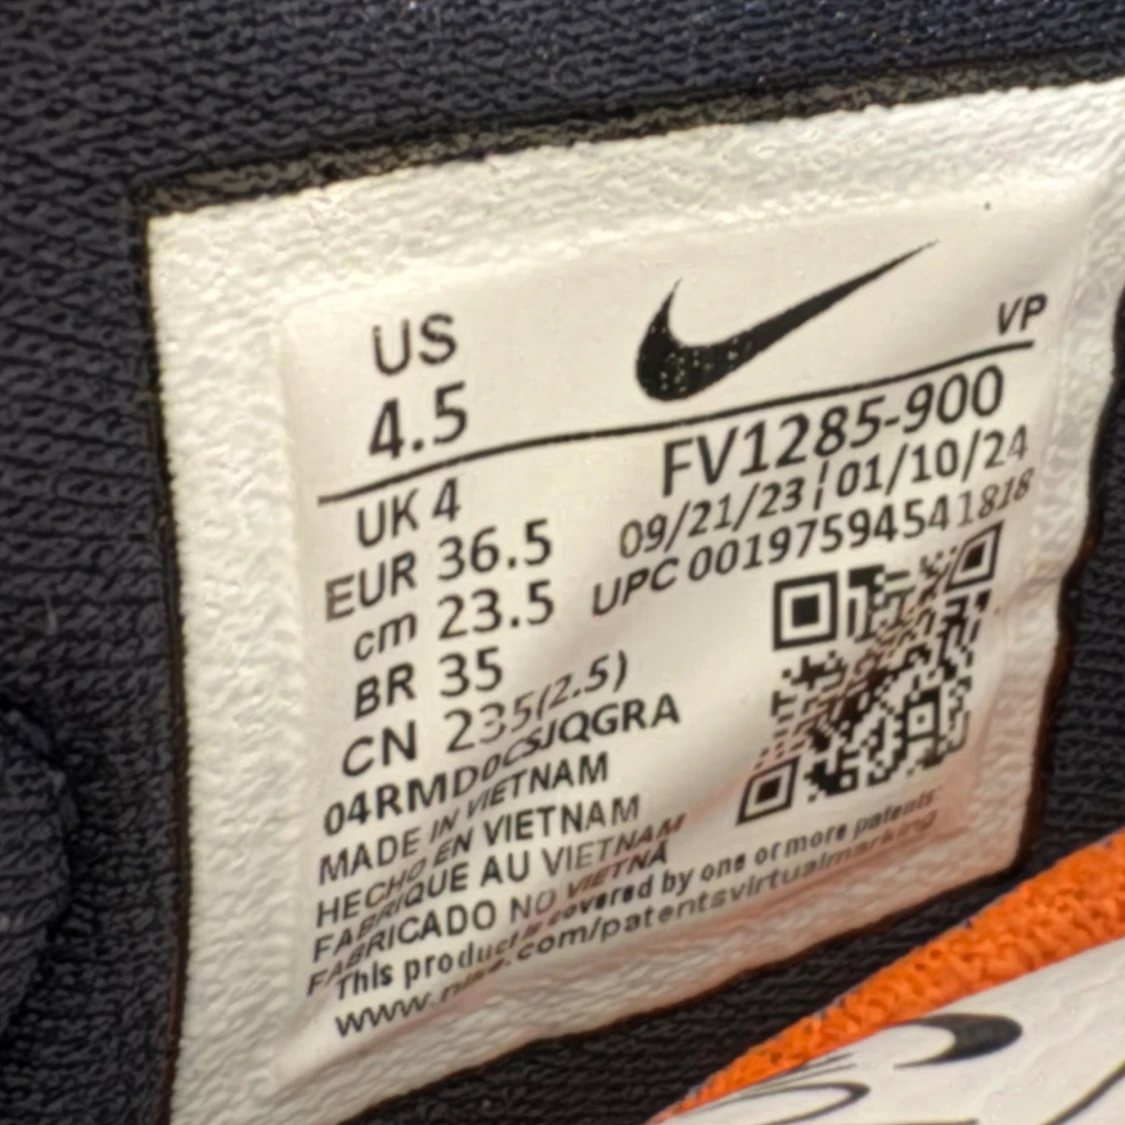 US
4.5
VP
UK 4
EUR 36.5
cm 23.5
BR 35
CN 235(2.5)
FV1285-900
09/21/23 | 01/10/24
UPC 00197594541818
04RMD0CSJQGRA
MADE IN VIETNAM
HECHO EN VIETNAM
FABRIQUE AU VIETNAM
FABRICADO NO VIETNÃ
This product is covered by one or more patents
www.nike.com/patentsvirtualmarking